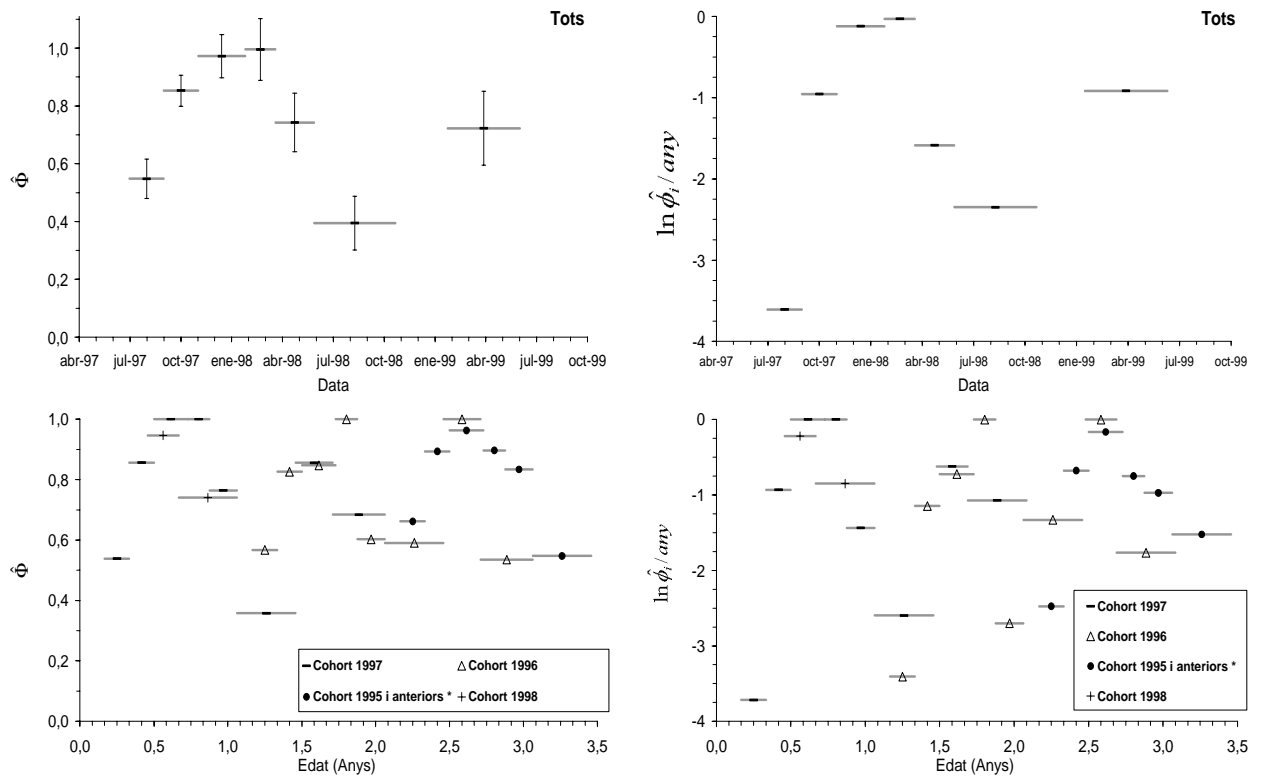 Tots
1,0
0,8
0,6
0,4
0,2
0,0
Φ̂
abr-97 jul-97 oct-97 ene-98 abr-98 jul-98 oct-98 ene-99 abr-99 jul-99 oct-99
Data
Tots
0
-1
-2
-3
-4
ln φ̂i / any
abr-97 jul-97 oct-97 ene-98 abr-98 jul-98 oct-98 ene-99 abr-99 jul-99 oct-99
Data
1,0
0,8
0,6
0,4
0,2
0,0
Φ̂
Cohort 1997 Cohort 1996
Cohort 1995 i anteriors * Cohort 1998
0,0 0,5 1,0 1,5 2,0 2,5 3,0 3,5
Edat (Anys)
0
-1
-2
-3
-4
ln φ̂i / any
Cohort 1997
Cohort 1996
Cohort 1995 i anteriors *
Cohort 1998
0,0 0,5 1,0 1,5 2,0 2,5 3,0 3,5
Edat (Anys)